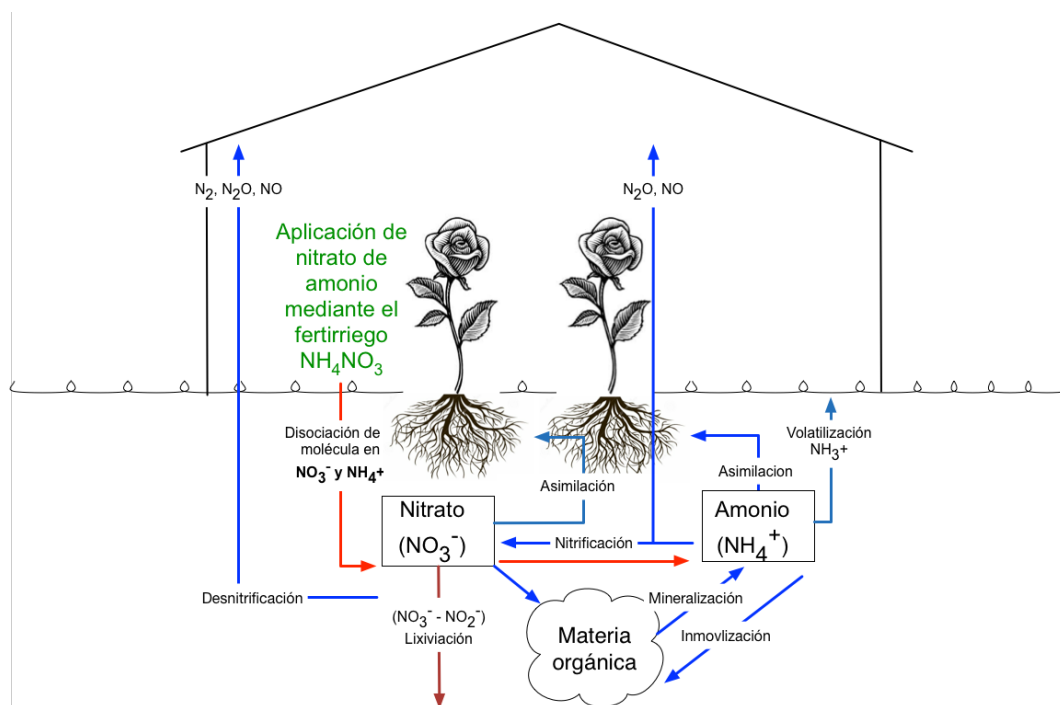 N2, N2O, NO
N2O, NO
Aplicación de
nitrato de
amonio
mediante el
fertirriego
NH4NO3
Disociación de
molécula en
NO3- y NH4+
Asimilación
Asimilacion
Volatilización
NH3+
Nitrato
(NO3-)
Nitrificación
Amonio
(NH4+)
Desnitrificación
(NO3- - NO2-)
Lixiviación
Materia
orgánica
Mineralización
Inmovlización